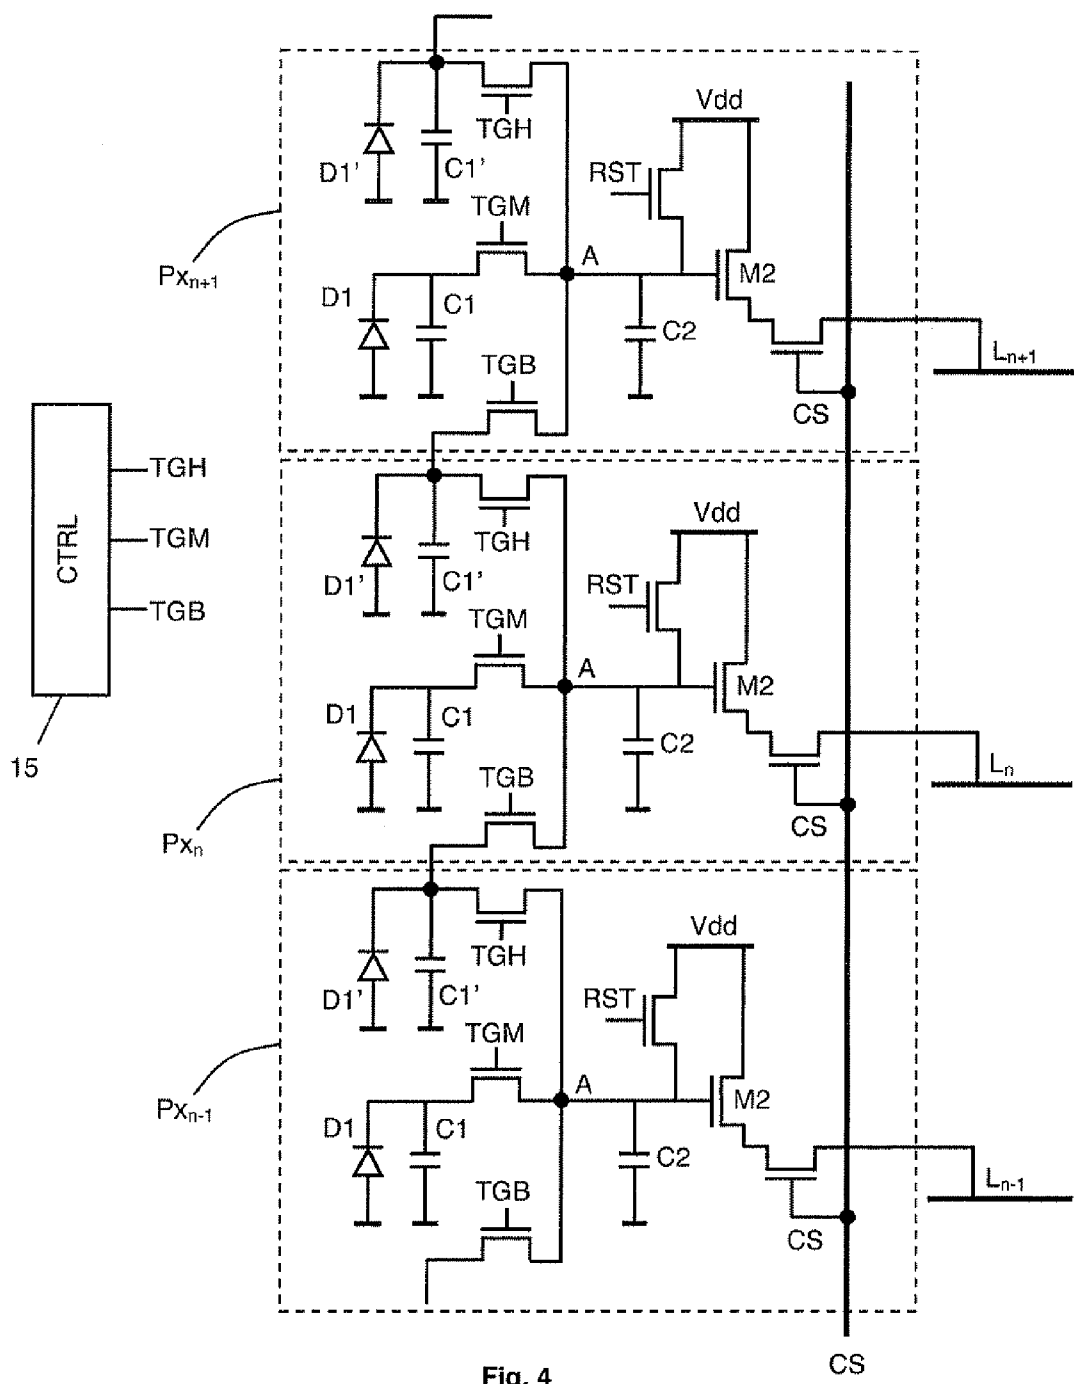 Vdd
TGH
D1'
C1'
RST
TGM
A
M2
Pxn+1
D1
C1
C2
Ln+1
TGB
CS
CTRL
TGH
TGM
TGB
15
Vdd
TGH
D1'
C1'
RST
TGM
A
M2
D1
C1
C2
Ln
TGB
CS
Pxn
Vdd
TGH
D1'
C1'
RST
TGM
A
M2
Pxn-1
D1
C1
C2
Ln-1
TGB
CS
CS
Fig. 4